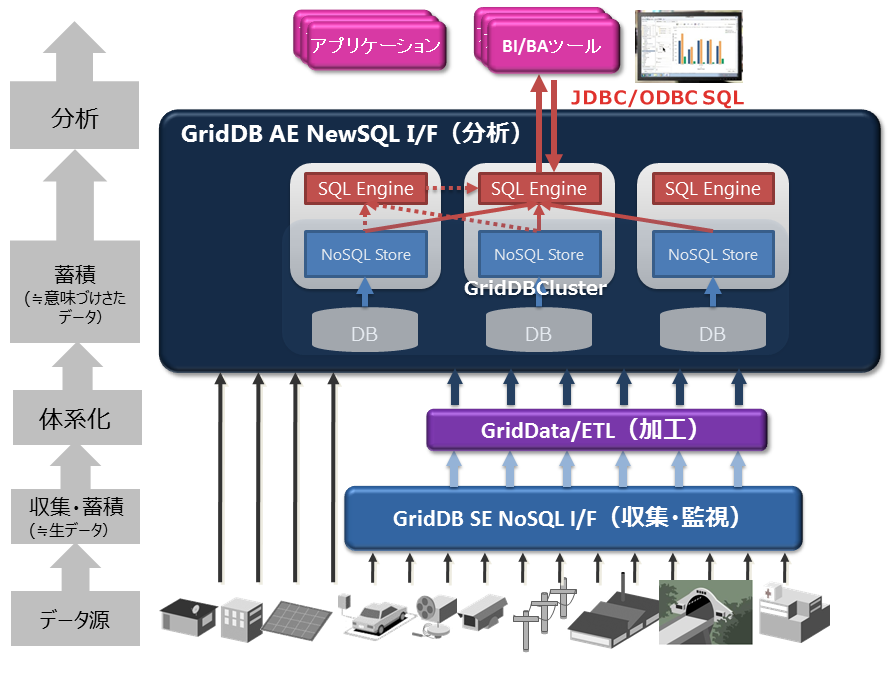 アプリケーション
BI/BAツール
JDBC/ODBC SQL
分析
GridDB AE NewSQL I/F（分析）
SQL Engine
SQL Engine
SQL Engine
蓄積
(≒意味づけさた
データ)
NoSQL Store
NoSQL Store
NoSQL Store
GridDBCluster
DB
DB
DB
体系化
GridData/ETL（加工）
収集・蓄積
(≒生データ)
GridDB SE NoSQL I/F（収集・監視）
データ源